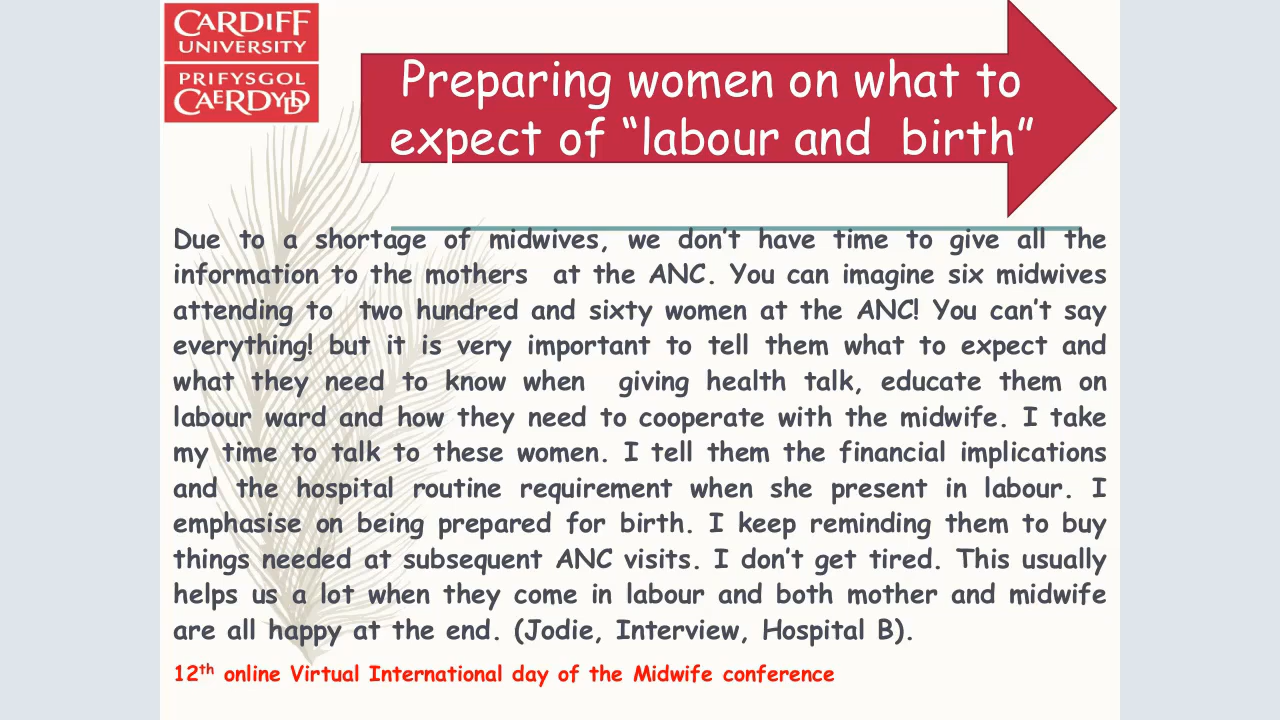 CARDIFF
UNIVERSITY
PRIFYSGOL
CAERDYDD
Preparing women on what to
expect of “labour and birth”
Due to a shortage of midwives, we don’t have time to give all the
information to the mothers at the ANC. You can imagine six midwives
attending to two hundred and sixty women at the ANC! You can’t say
everything! but it is very important to tell them what to expect and
what they need to know when giving health talk, educate them on
labour ward and how they need to cooperate with the midwife. I take
my time to talk to these women. I tell them the financial implications
and the hospital routine requirement when she present in labour. I
emphasise on being prepared for birth. I keep reminding them to buy
things needed at subsequent ANC visits. I don’t get tired. This usually
helps us a lot when they come in labour and both mother and midwife
are all happy at the end. (Jodie, Interview, Hospital B).
12th online Virtual International day of the Midwife conference